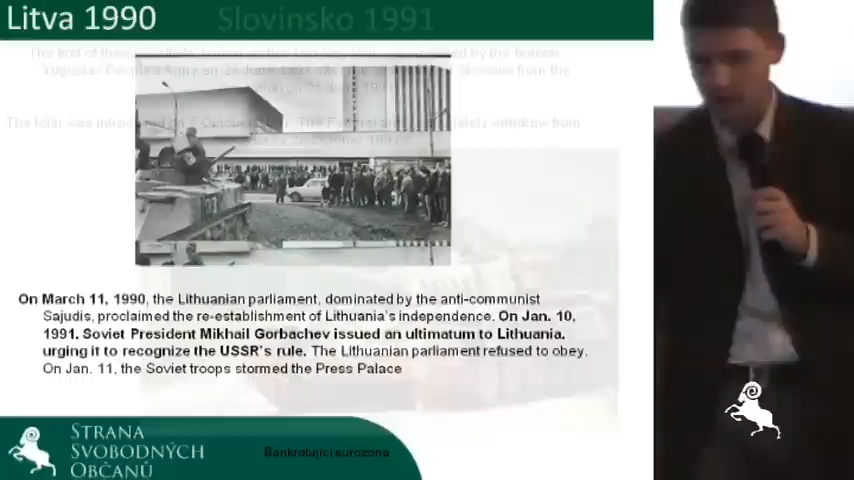 Litva 1990
Slovinsko 1991
On March 11, 1990, the Lithuanian parliament, dominated by the anti-communist
Sajudis, proclaimed the re-establishment of Lithuania's independence. On Jan. 10,
1991, Soviet President Mikhail Gorbachev issued an ultimatum to Lithuania,
urging it to recognize the USSR's rule. The Lithuanian parliament refused to obey.
On Jan. 11, the Soviet troops stormed the Press Palace
STRANA
SVOBODNÝCH
OBČANŮ
Bankrotující eurozóna